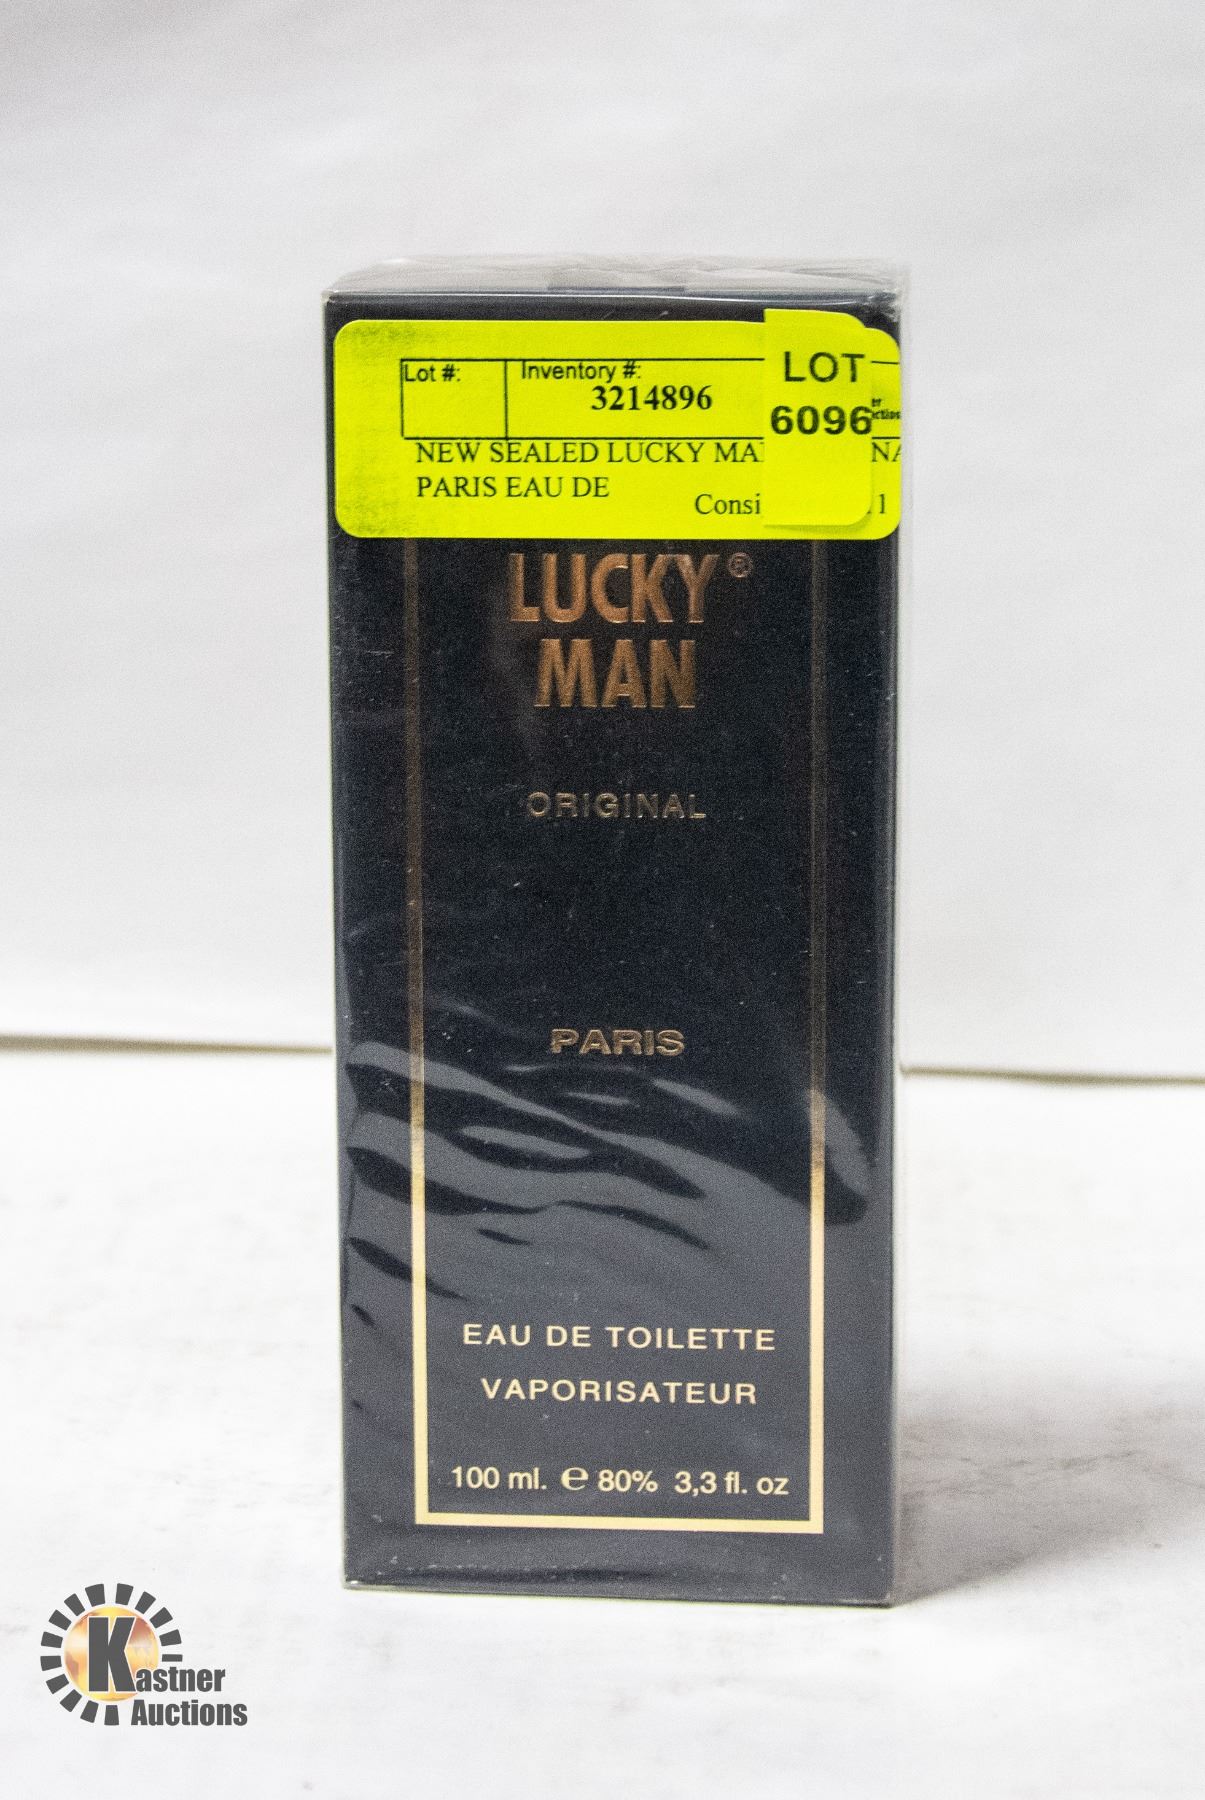 Lot #: Inventory #:
3214896
LOT
6096
NEW SEALED LUCKY
PARIS EAU DE
LUCKY®
MAN
ORIGINAL
PARIS
EAU DE TOILETTE
VAPORISATEUR
100 ml. ℮ 80% 3,3 fl. oz
Kastner
Auctions